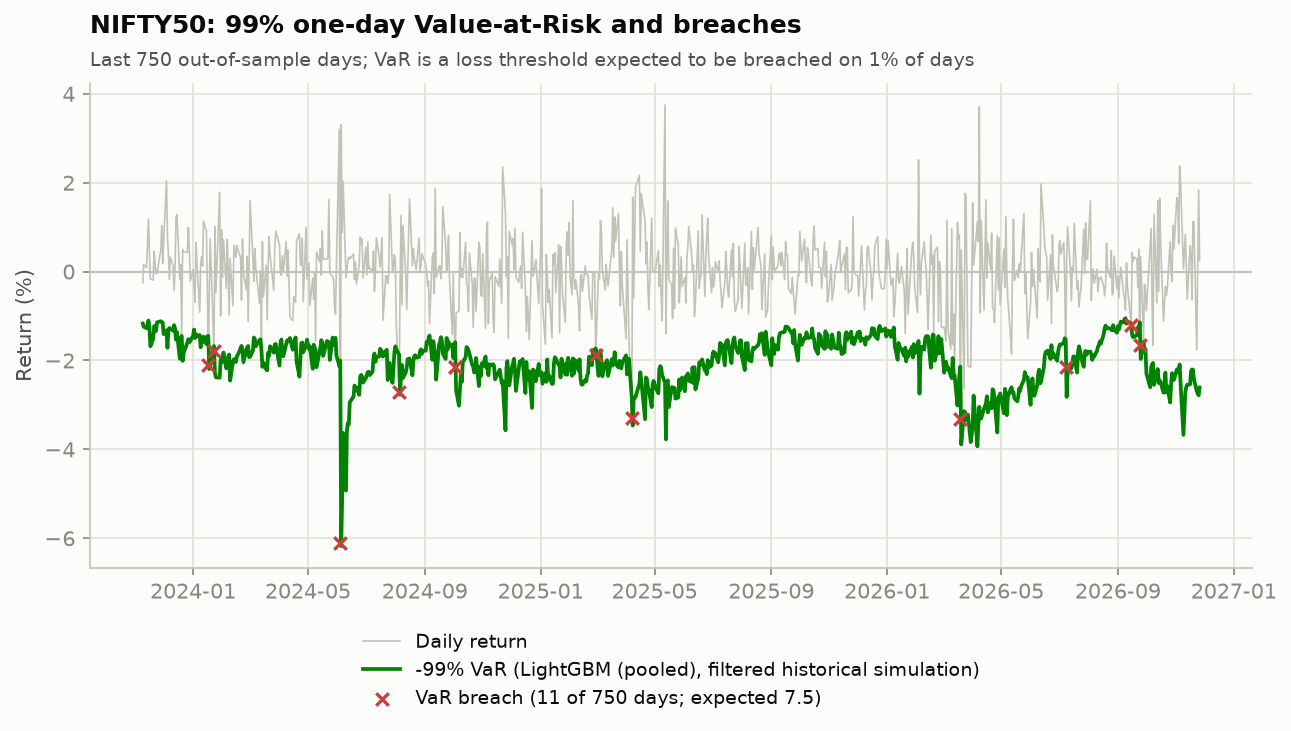 NIFTY50: 99% one-day Value-at-Risk and breaches
Last 750 out-of-sample days; VaR is a loss threshold expected to be breached on 1% of days
Return (%)
4
2
0
−2
−4
−6
2024-01 2024-05 2024-09 2025-01 2025-05 2025-09 2026-01 2026-05 2026-09 2027-01
Daily return
-99% VaR (LightGBM (pooled), filtered historical simulation)
VaR breach (11 of 750 days; expected 7.5)